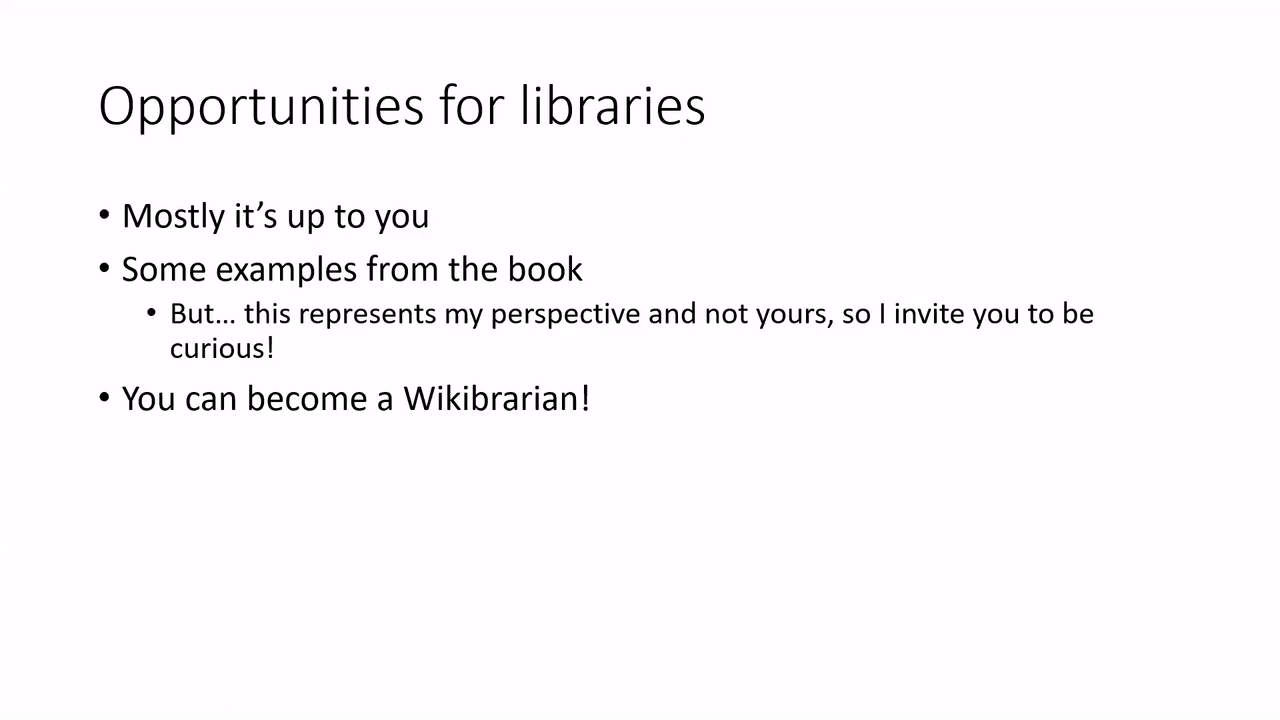 Opportunities for libraries
• Mostly it’s up to you
• Some examples from the book
• But… this represents my perspective and not yours, so I invite you to be
curious!
• You can become a Wikibrarian!